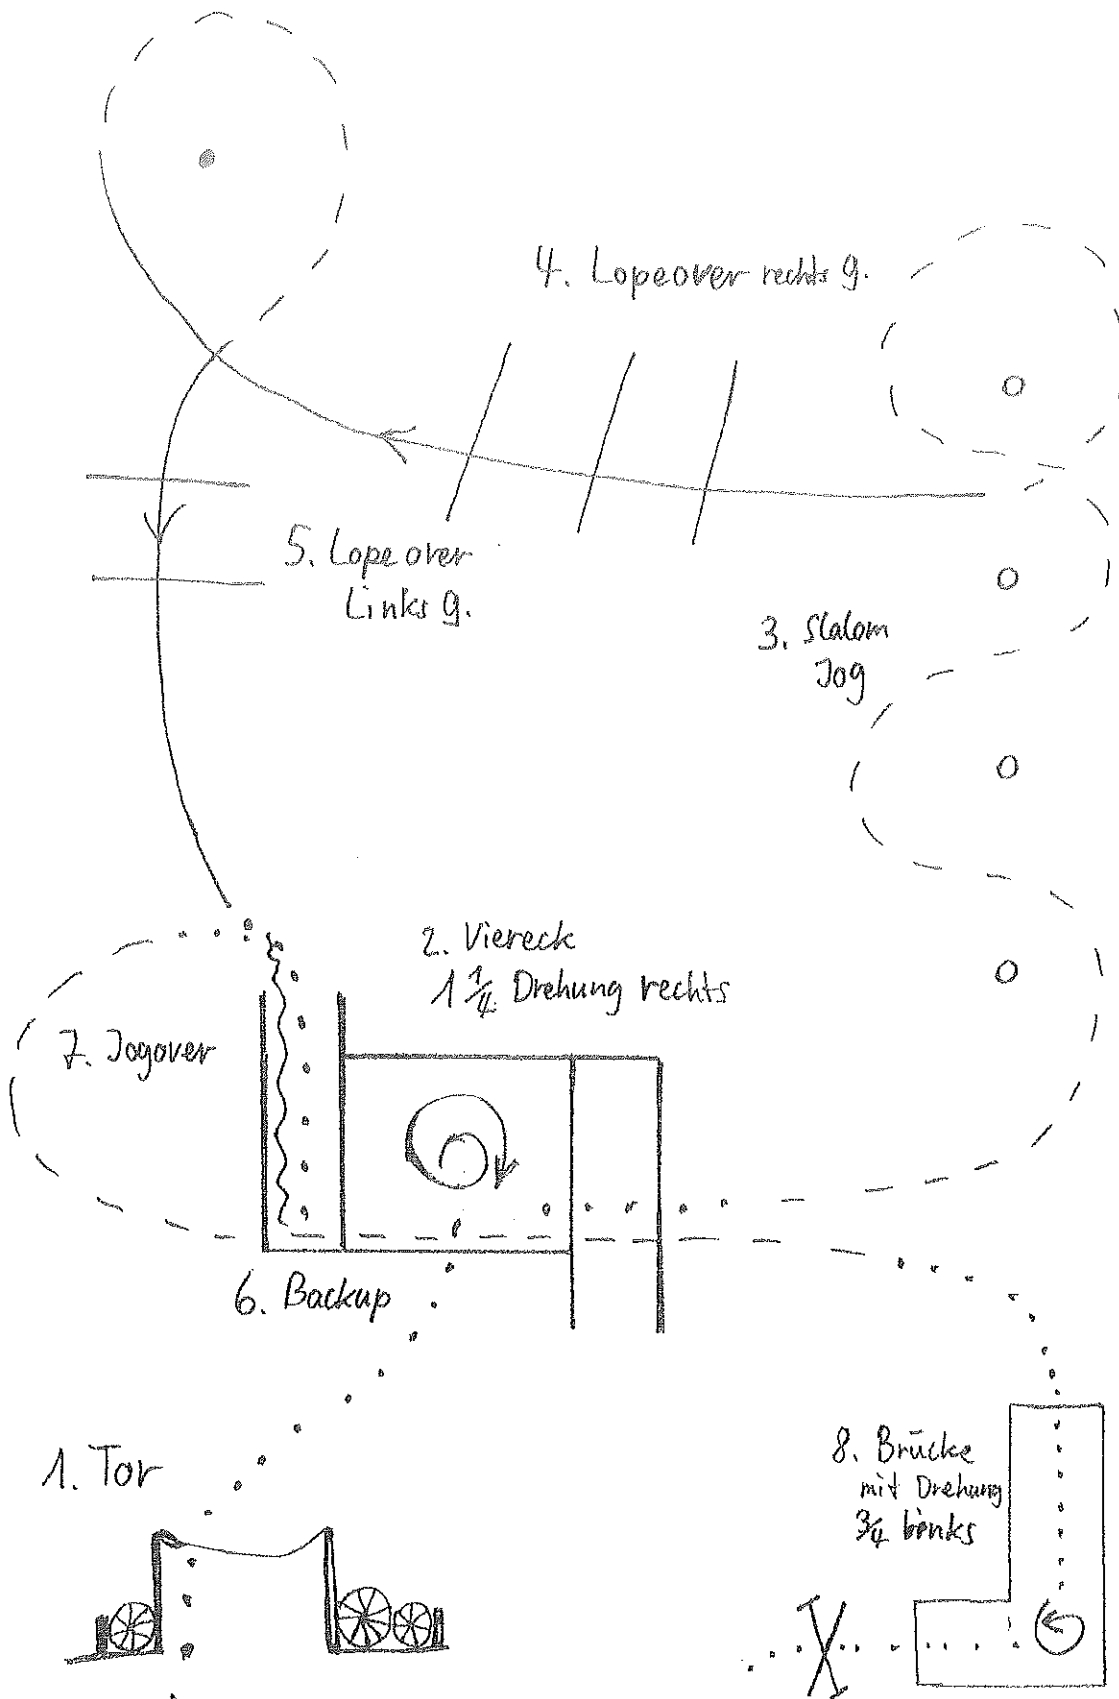 4. Lopeover rechts g.
5. Lope over
Links g.
3. Slalom
Jog
2. Viereck
1 1/4 Drehung rechts
7. Jogover
6. Backup
1. Tor
8. Brücke
mit Drehung
3/4 links